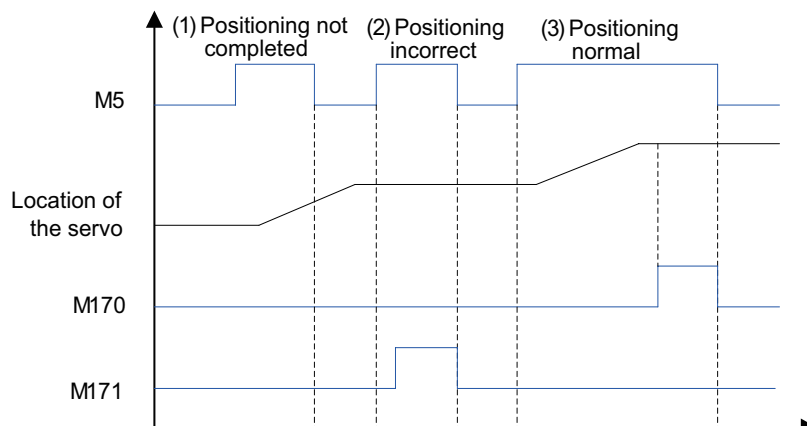 (1) Positioning not
completed
(2) Positioning
incorrect
(3) Positioning
normal
M5
Location of
the servo
M170
M171